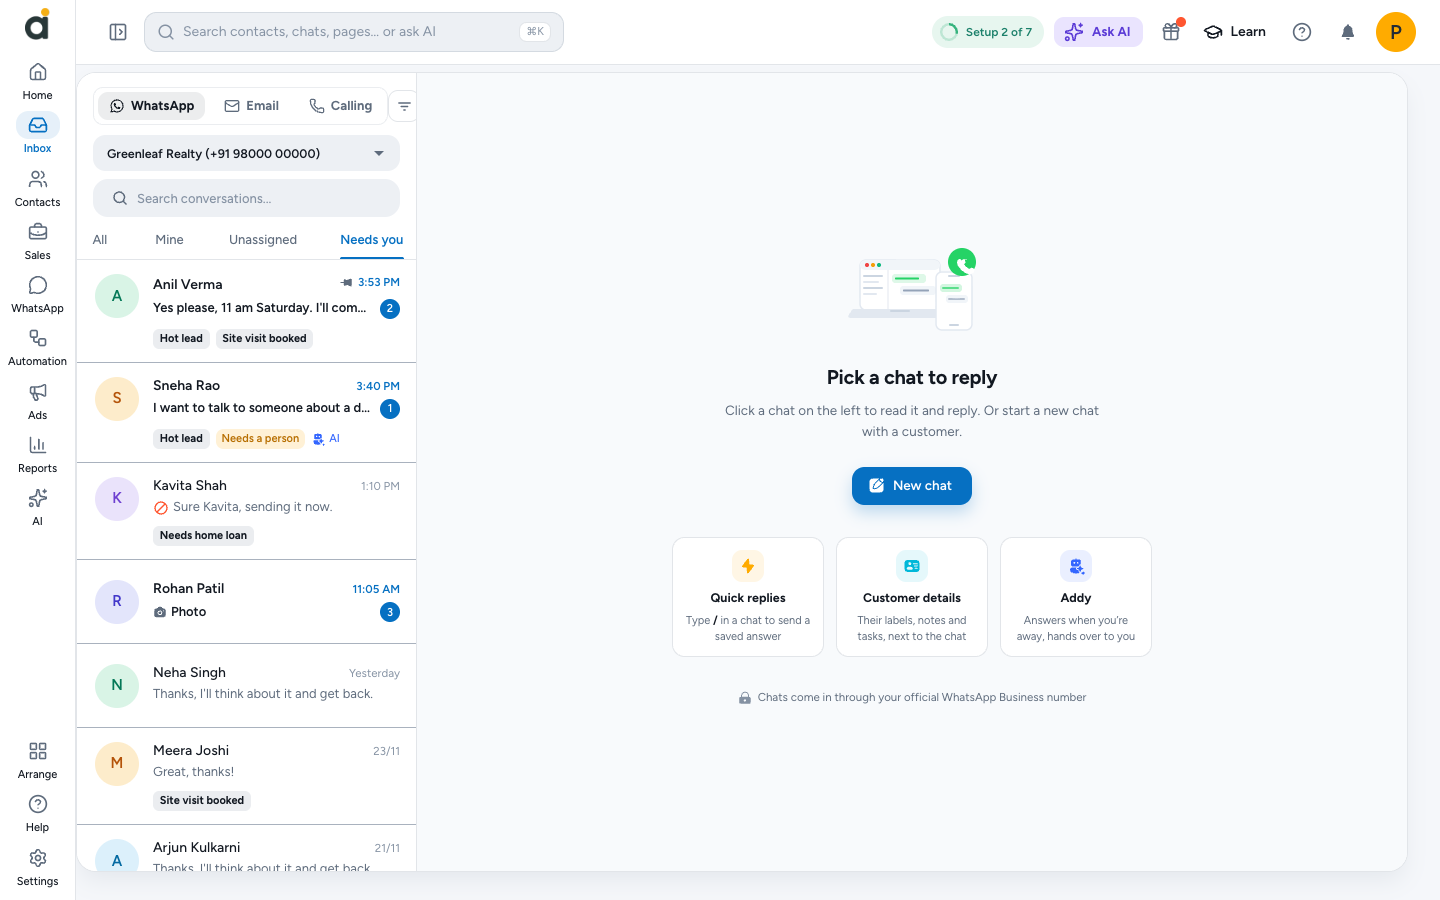 Search contacts, chats, pages... or ask AI
⌘K
Setup 2 of 7
Ask AI
Learn
P
Home
Inbox
Contacts
Sales
WhatsApp
Automation
Ads
Reports
AI
Arrange
Help
Settings
WhatsApp
Email
Calling
Greenleaf Realty (+91 98000 00000)
Search conversations...
All
Mine
Unassigned
Needs you
A
Anil Verma
3:53 PM
Yes please, 11 am Saturday. I'll com...
2
Hot lead
Site visit booked
S
Sneha Rao
3:40 PM
I want to talk to someone about a d...
1
Hot lead
Needs a person
AI
K
Kavita Shah
1:10 PM
Sure Kavita, sending it now.
Needs home loan
R
Rohan Patil
11:05 AM
Photo
3
N
Neha Singh
Yesterday
Thanks, I'll think about it and get back.
M
Meera Joshi
23/11
Great, thanks!
Site visit booked
A
Arjun Kulkarni
21/11
Thanks, I'll think about it and get back.
Pick a chat to reply
Click a chat on the left to read it and reply. Or start a new chat
with a customer.
New chat
Quick replies
Type / in a chat to send a
saved answer
Customer details
Their labels, notes and
tasks, next to the chat
Addy
Answers when you're
away, hands over to you
Chats come in through your official WhatsApp Business number